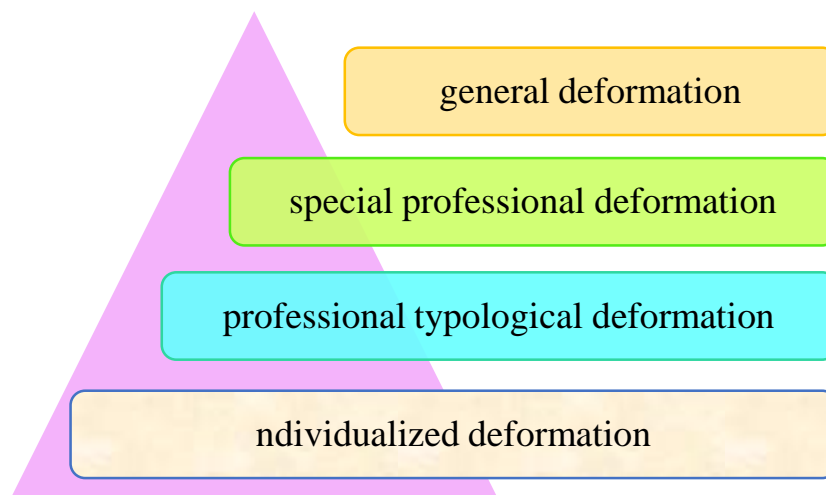 general deformation
special professional deformation
professional typological deformation
ndividualized deformation